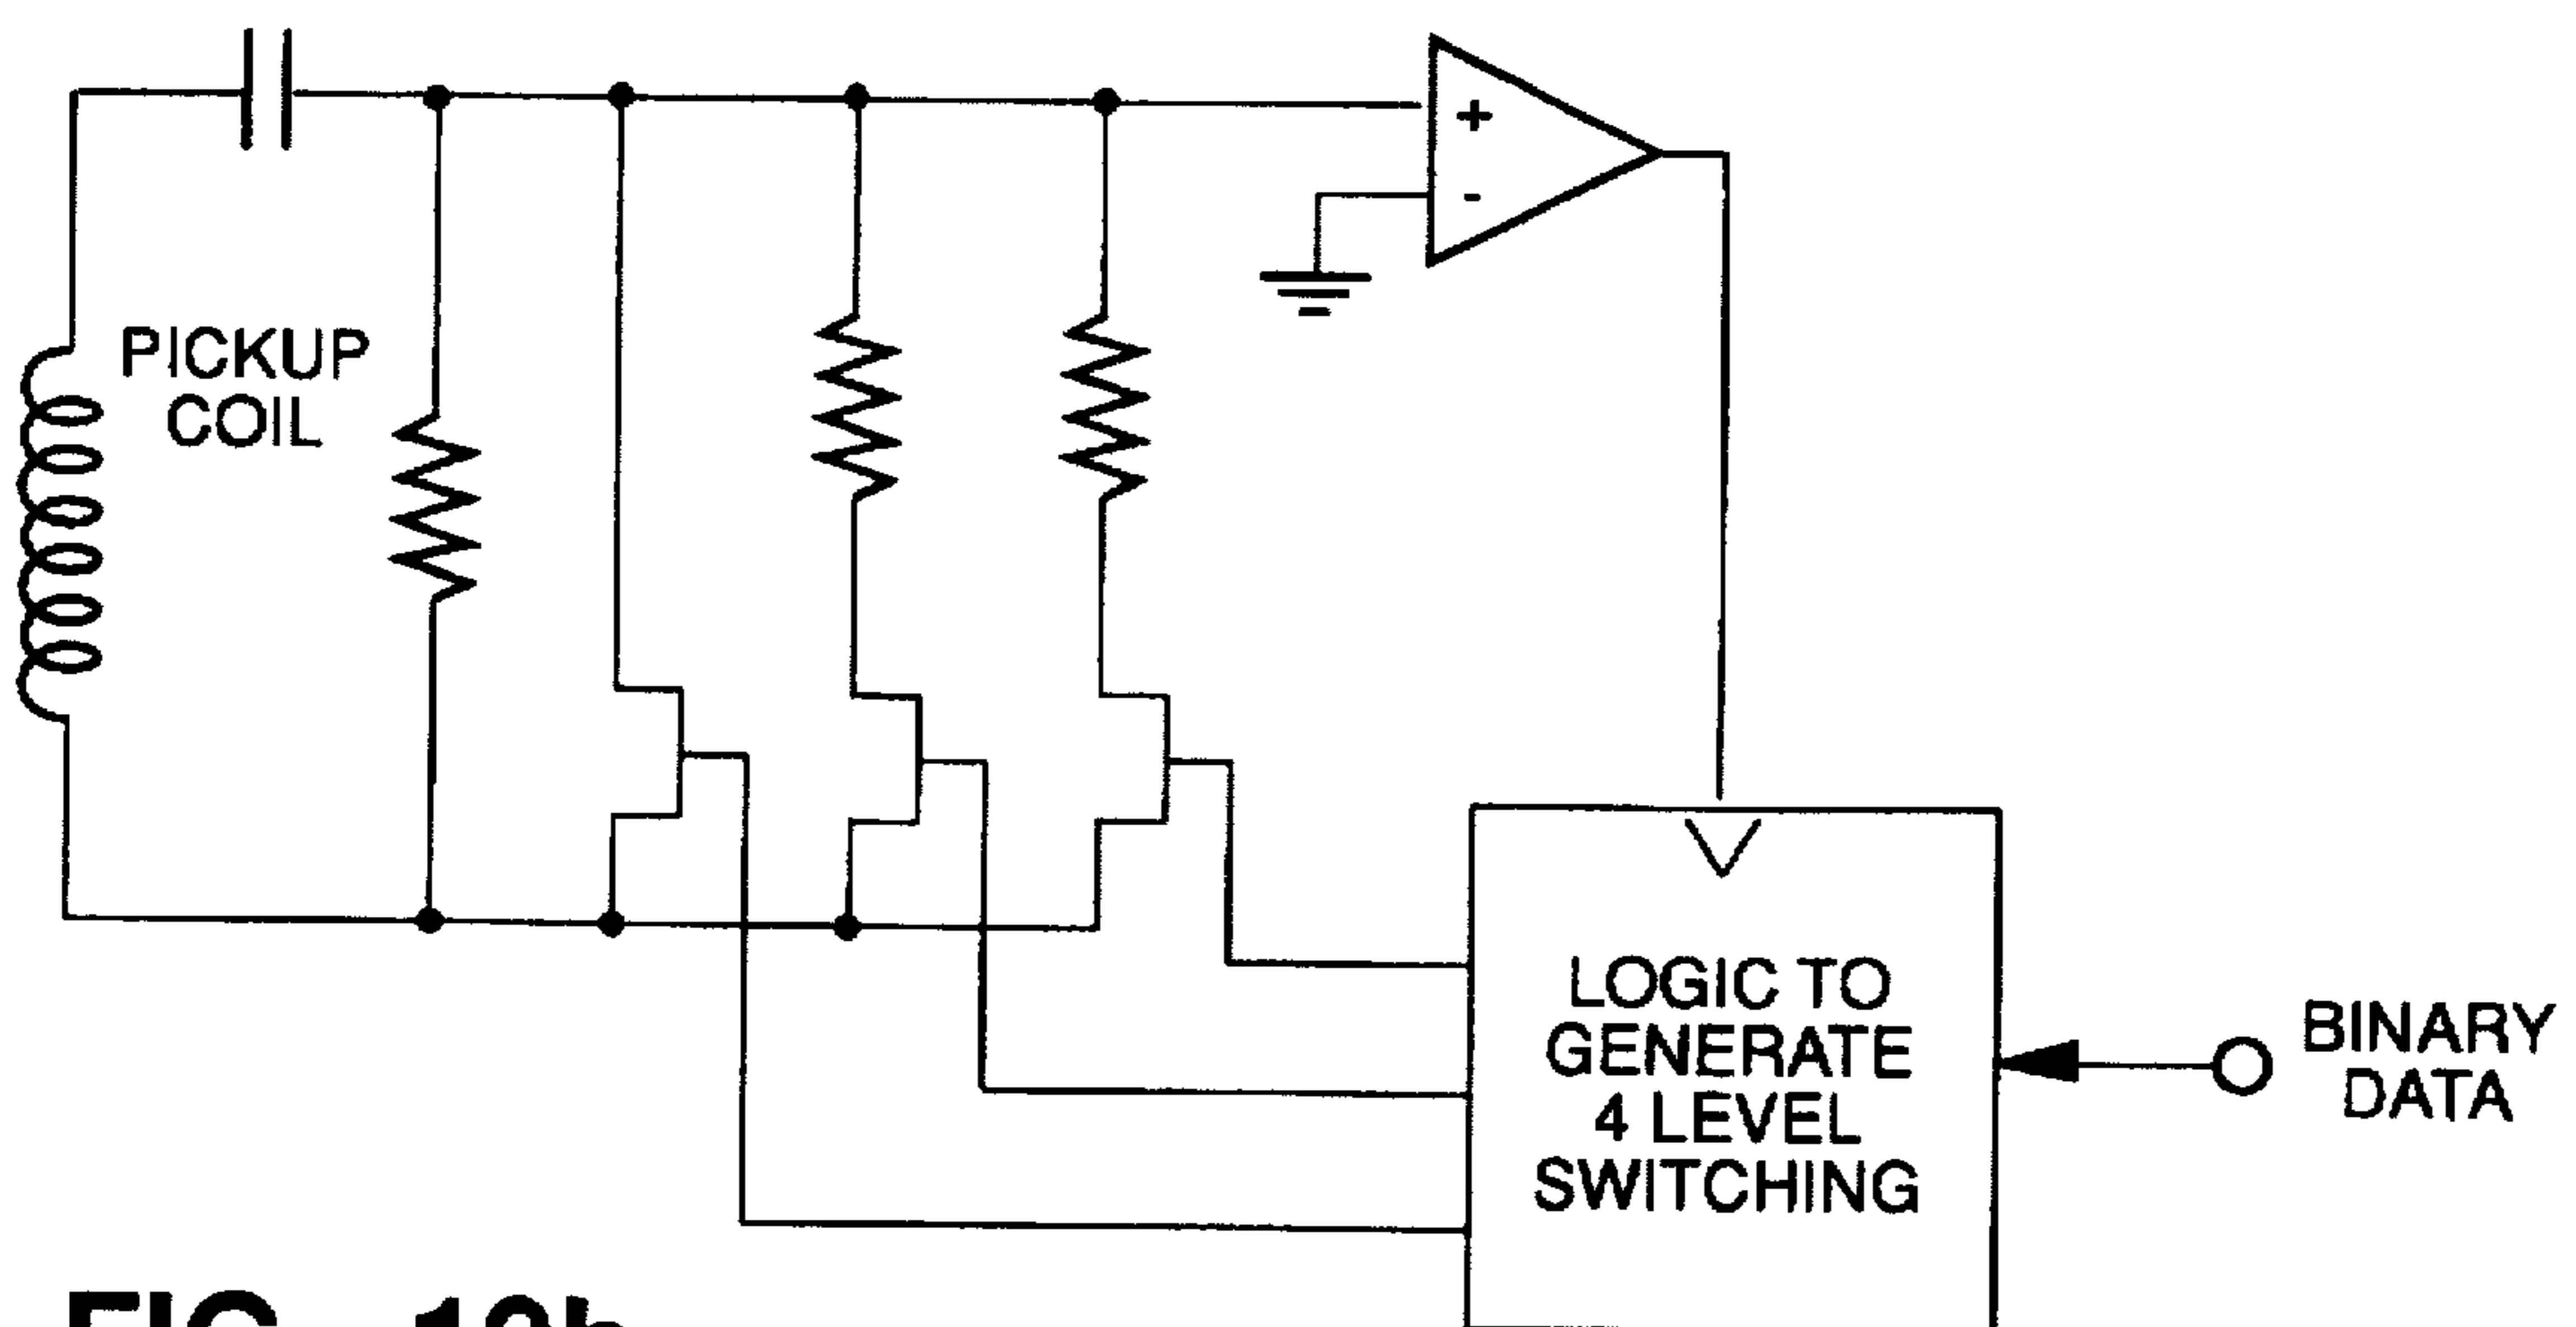 +
-
PICKUP
COIL
LOGIC TO
GENERATE
4 LEVEL
SWITCHING
BINARY
DATA